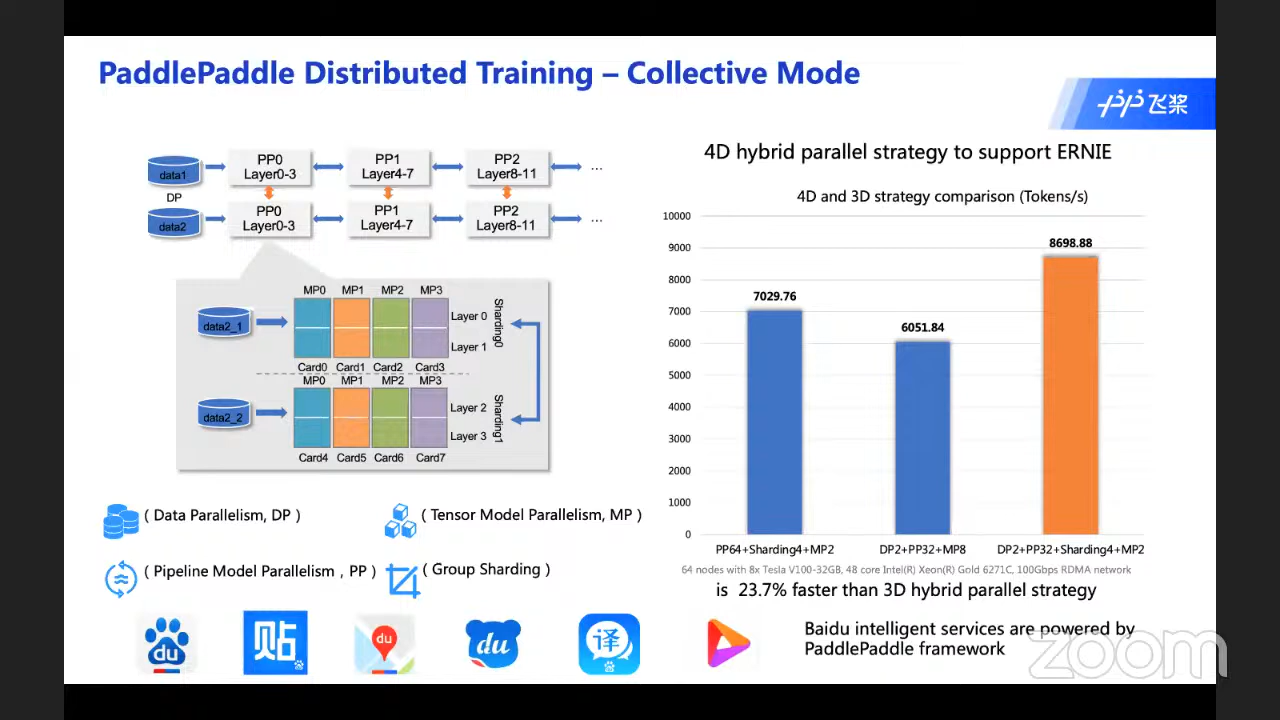 PaddlePaddle Distributed Training – Collective Mode
飞桨
data1
PP0
Layer0-3
PP1
Layer4-7
PP2
Layer8-11
...
DP
data2
PP0
Layer0-3
PP1
Layer4-7
PP2
Layer8-11
...
MP0 MP1 MP2 MP3
data2_1
Layer 0
Layer 1
Sharding0
Card0 Card1 Card2 Card3
MP0 MP1 MP2 MP3
data2_2
Layer 2
Layer 3
Sharding1
Card4 Card5 Card6 Card7
( Data Parallelism, DP )
( Tensor Model Parallelism, MP )
( Pipeline Model Parallelism , PP )
( Group Sharding )
4D hybrid parallel strategy to support ERNIE
4D and 3D strategy comparison (Tokens/s)
10000
9000
8000
7000
6000
5000
4000
3000
2000
1000
0
7029.76
6051.84
8698.88
PP64+Sharding4+MP2
DP2+PP32+MP8
DP2+PP32+Sharding4+MP2
64 nodes with 8x Tesla V100-32GB, 48 core Intel(R) Xeon(R) Gold 6271C, 100Gbps RDMA network
is 23.7% faster than 3D hybrid parallel strategy
du
贴
du
du
译
Baidu intelligent services are powered by
PaddlePaddle framework
zoom